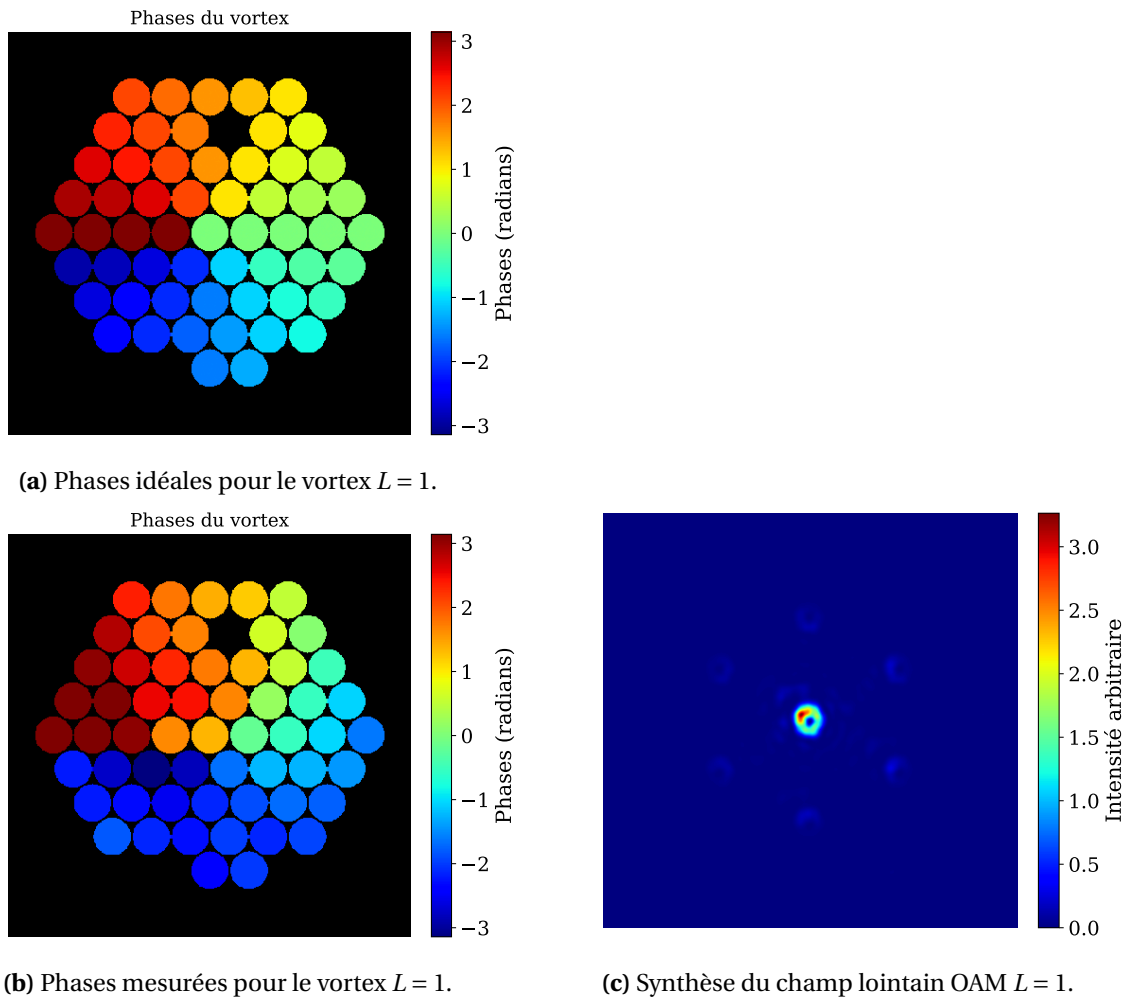 Phases du vortex
3
2
1
0
−1
−2
−3
Phases (radians)
(a) Phases idéales pour le vortex L = 1.
Phases du vortex
3
2
1
0
−1
−2
−3
Phases (radians)
3.0
2.5
2.0
1.5
1.0
0.5
0.0
Intensité arbitraire
(b) Phases mesurées pour le vortex L = 1.
(c) Synthèse du champ lointain OAM L = 1.